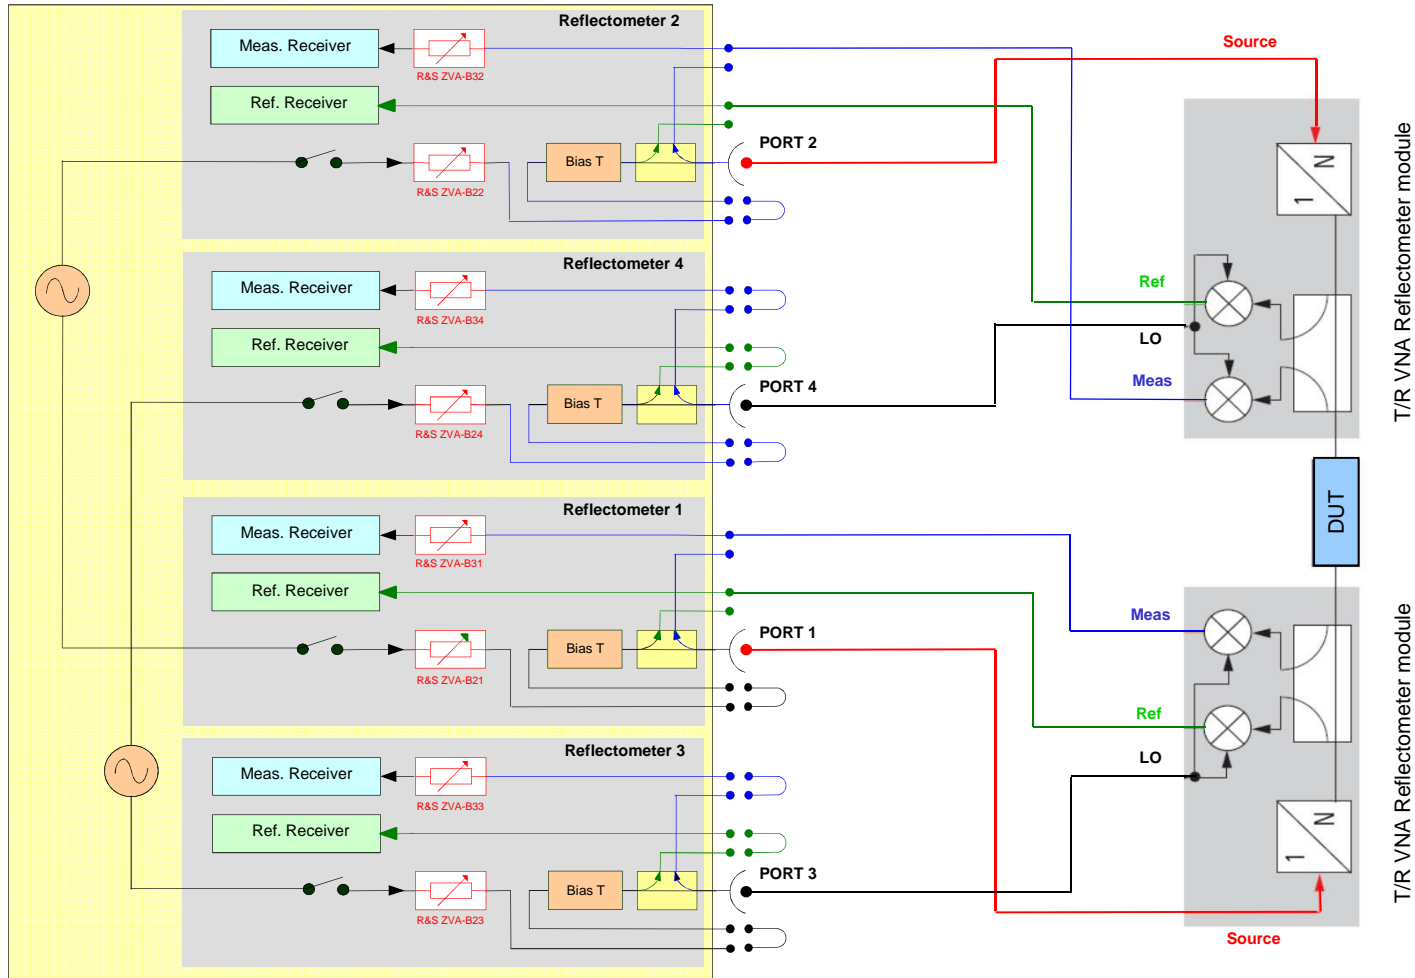 Reflectometer 2
Meas. Receiver
R&S ZVA-B32
Ref. Receiver
R&S ZVA-B22
Bias T
PORT 2
Reflectometer 4
Meas. Receiver
R&S ZVA-B34
Ref. Receiver
R&S ZVA-B24
Bias T
PORT 4
Reflectometer 1
Meas. Receiver
R&S ZVA-B31
Ref. Receiver
R&S ZVA-B21
Bias T
PORT 1
Reflectometer 3
Meas. Receiver
R&S ZVA-B33
Ref. Receiver
R&S ZVA-B23
Bias T
PORT 3
Source
N
1
Ref
LO
Meas
T/R VNA Reflectometer module
DUT
Meas
Ref
LO
N
1
Source
T/R VNA Reflectometer module